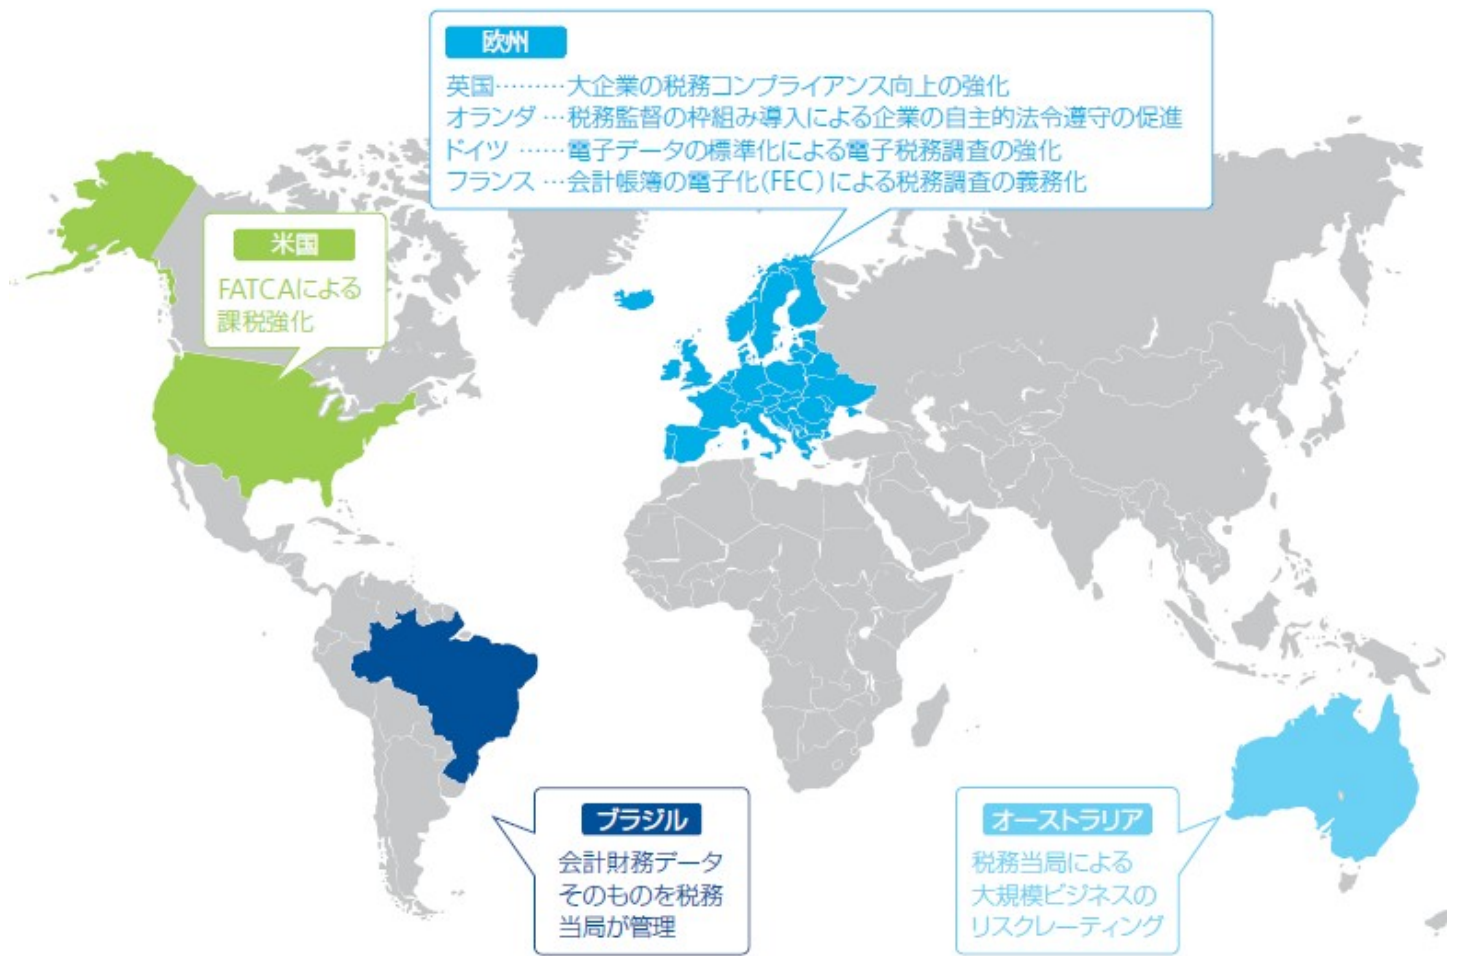 欧州
英国………大企業の税務コンプライアンス向上の強化
オランダ…税務監督の枠組み導入による企業の自主的法令遵守の促進
ドイツ……電子データの標準化による電子税務調査の強化
フランス…会計帳簿の電子化(FEC)による税務調査の義務化
米国
FATCAによる
課税強化
ブラジル
会計財務データ
そのものを税務
当局が管理
オーストラリア
税務当局による
大規模ビジネスの
リスクレーティング